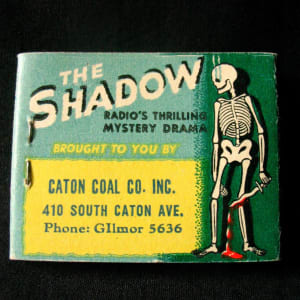 THE
SHADOW
RADIO'S THRILLING
MYSTERY DRAMA
BROUGHT TO YOU BY
CATON COAL CO. INC.
410 SOUTH CATON AVE.
Phone: GIlmor 5636